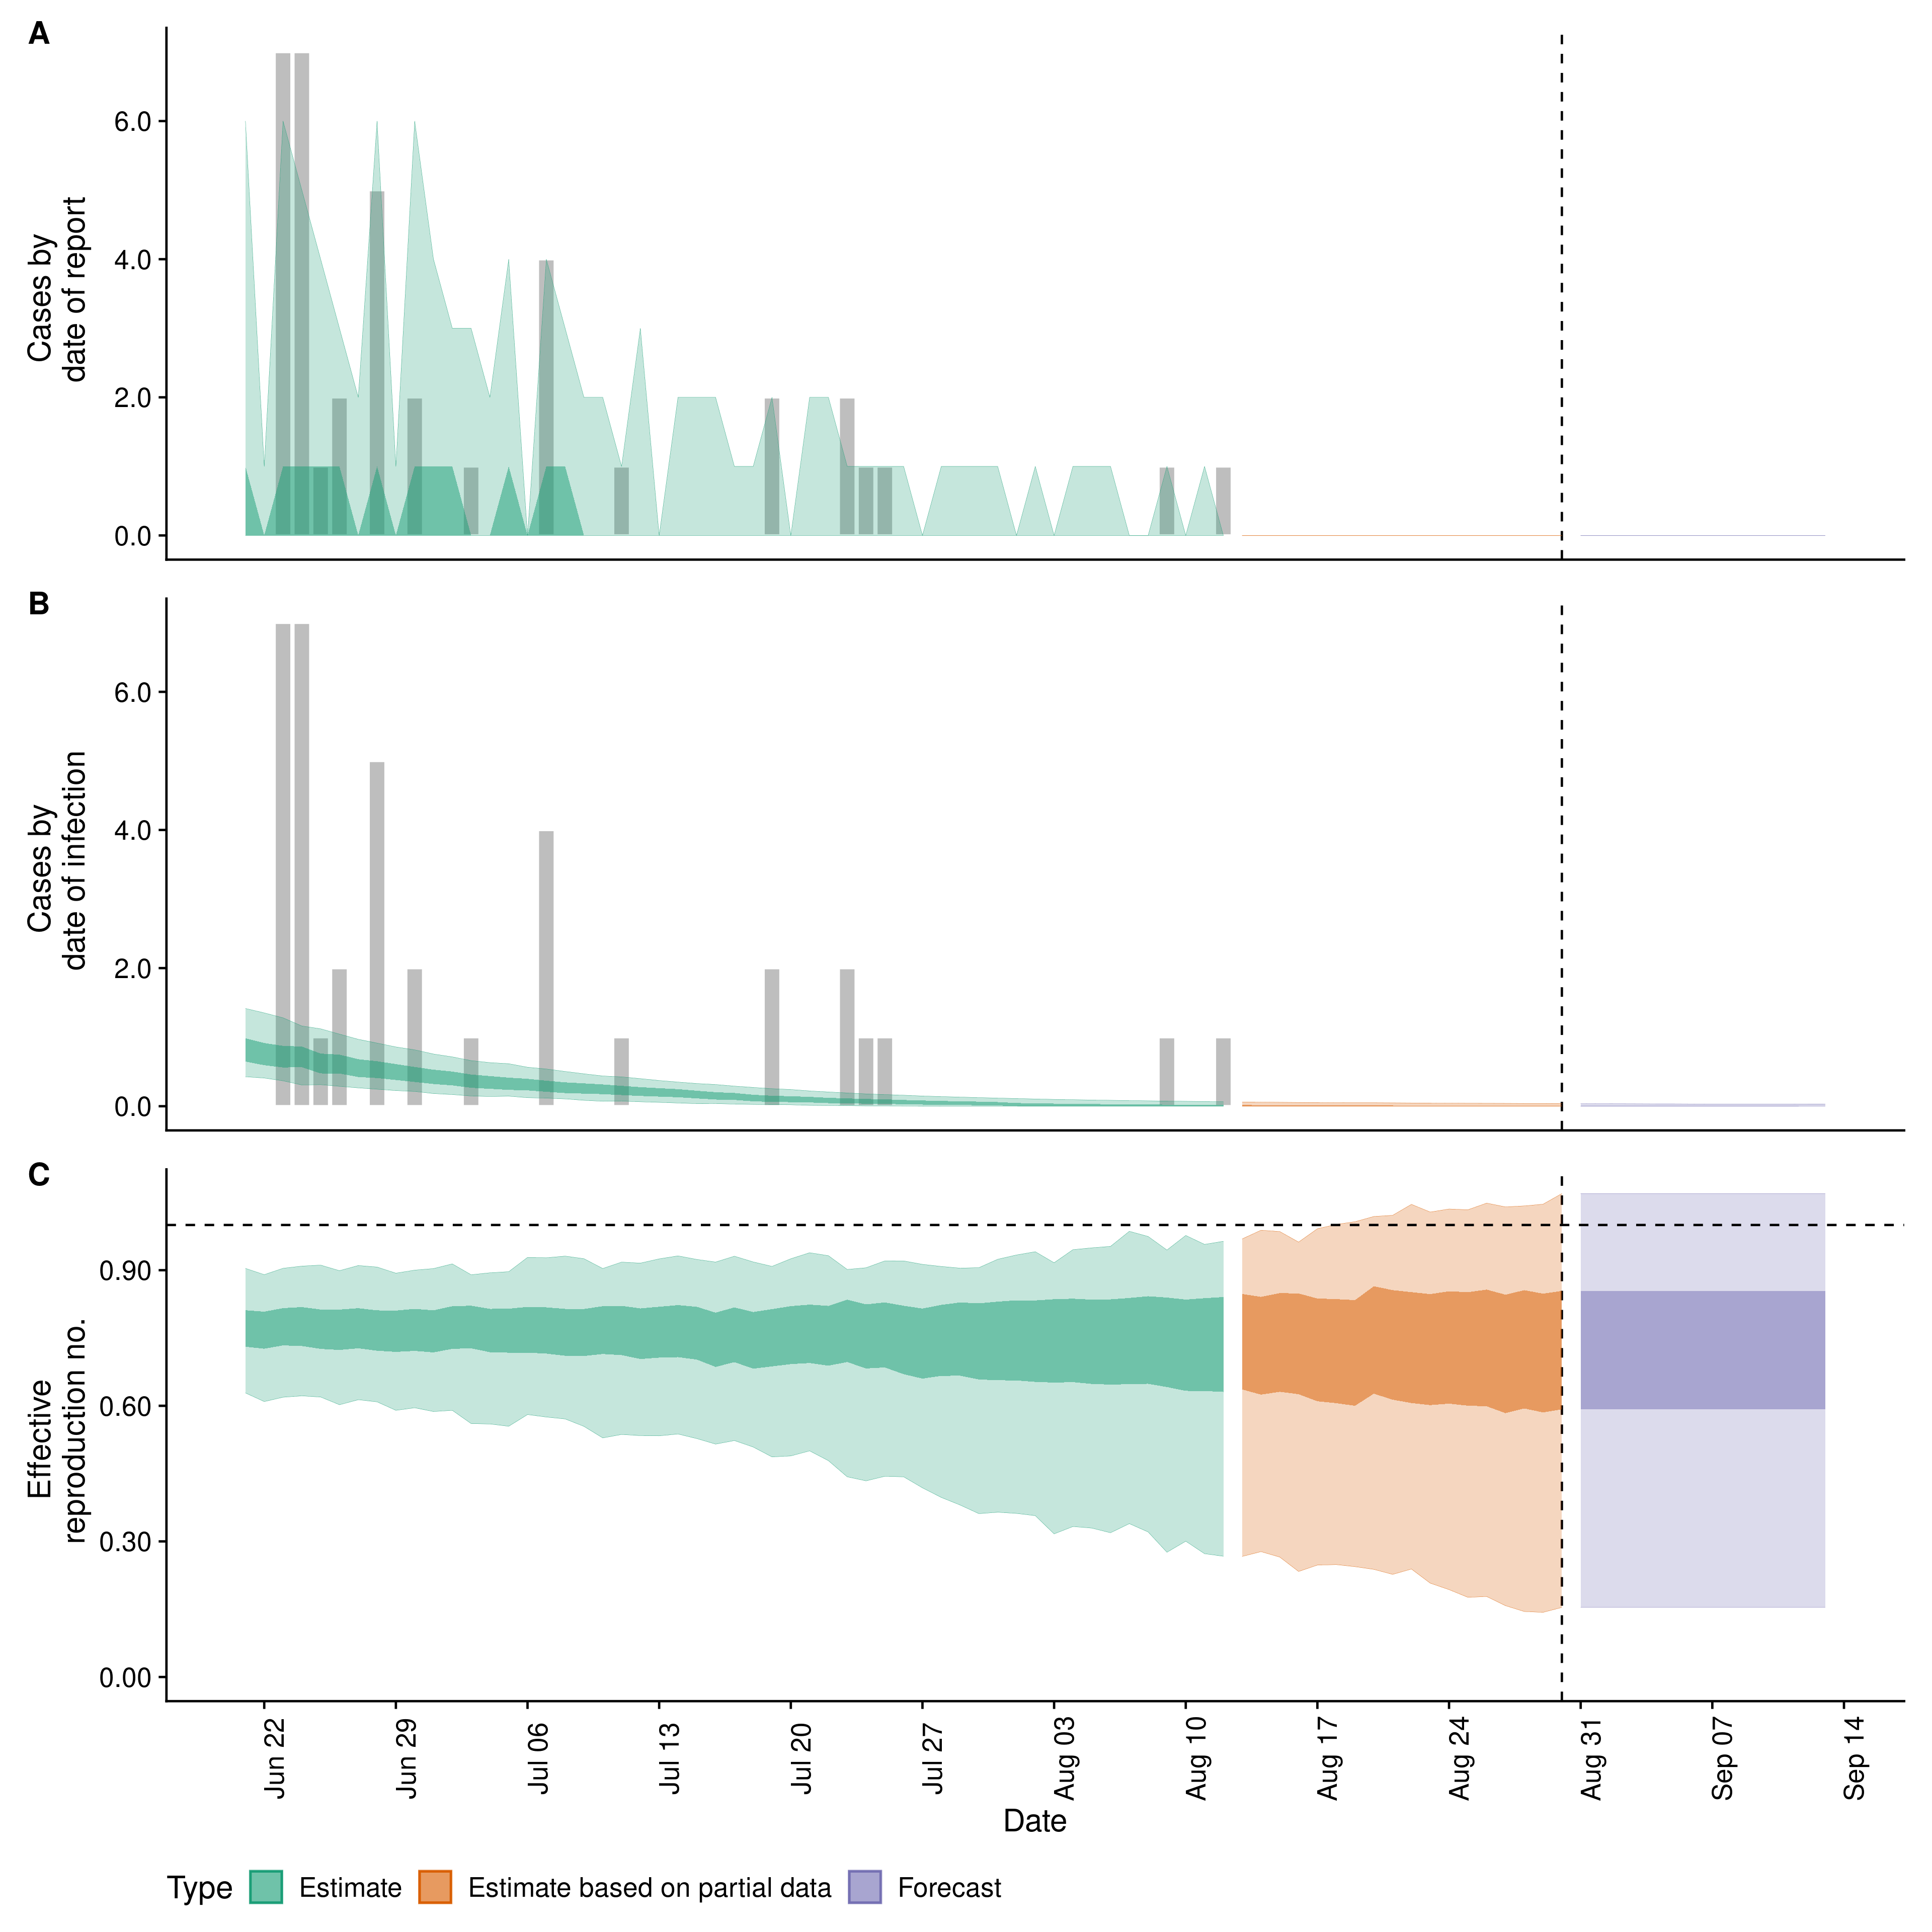 A
Cases by
date of report
6.0
4.0
2.0
0.0
B
Cases by
date of infection
6.0
4.0
2.0
0.0
C
Effective
reproduction no.
0.90
0.60
0.30
0.00
Jun 22
Jun 29
Jul 06
Jul 13
Jul 20
Jul 27
Aug 03
Aug 10
Aug 17
Aug 24
Aug 31
Sep 07
Sep 14
Date
Type Estimate Estimate based on partial data Forecast